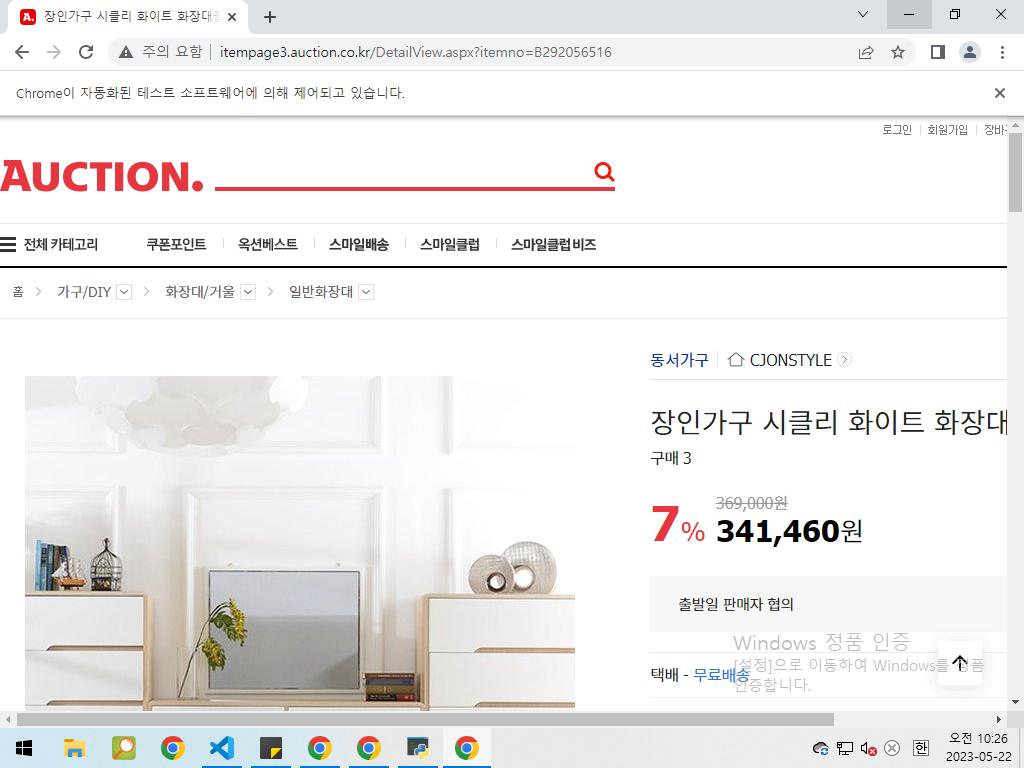 장인가구 시클리 화이트 화장대
주의 요함
itempage3.auction.co.kr/DetailView.aspx?itemno=B292056516
Chrome이 자동화된 테스트 소프트웨어에 의해 제어되고 있습니다.
로그인 회원가입 장바
AUCTION.
전체 카테고리 쿠폰포인트 옥션베스트 스마일배송 스마일클럽 스마일클럽 비즈
홈 가구/DIY 화장대/거울 일반화장대
동서가구 CJONSTYLE
장인가구 시클리 화이트 화장대
구매 3
369,000원
7% 341,460원
출발일 판매자 협의
Windows 정품 인증
[설정]으로 이동하여 Windows를 정품
인증합니다.
택배 - 무료배송
한
오전 10:26
2023-05-22